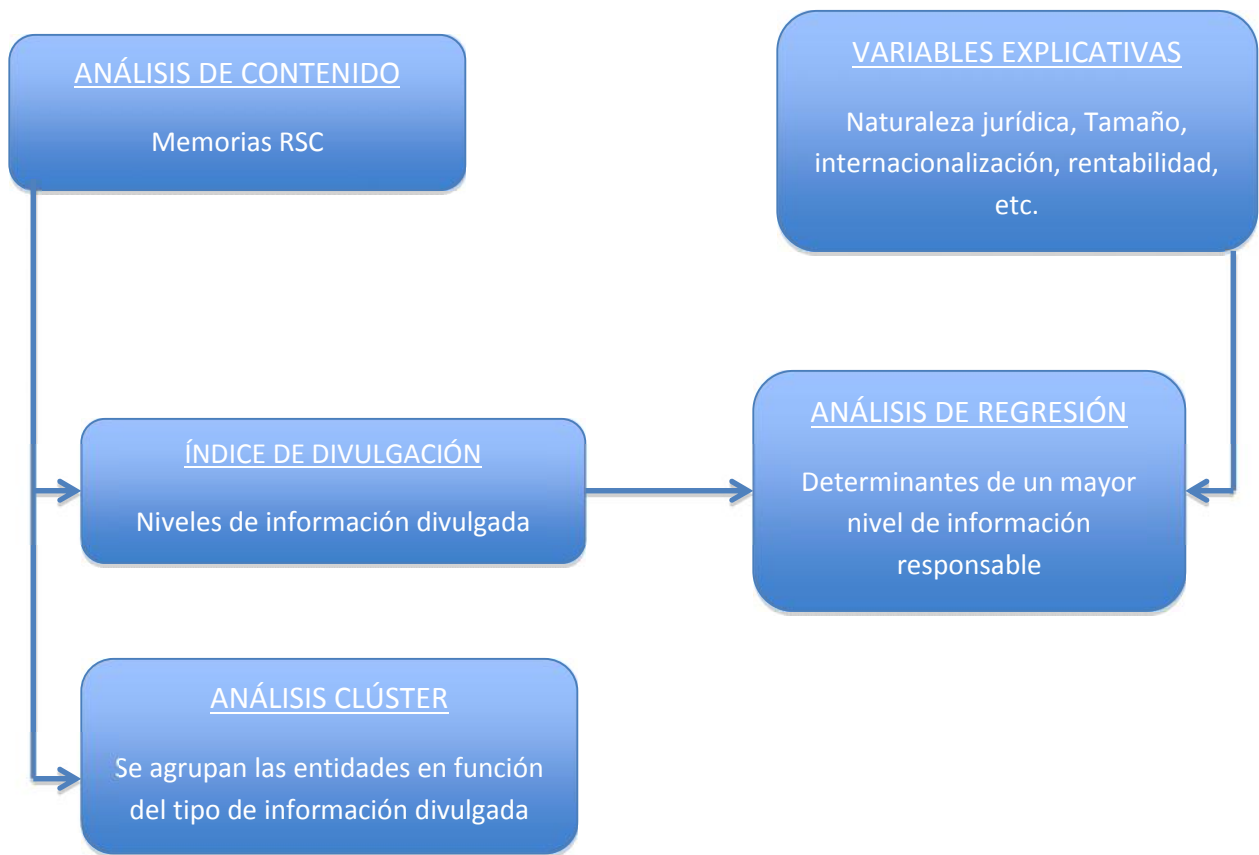 ANÁLISIS DE CONTENIDO
Memorias RSC
VARIABLES EXPLICATIVAS
Naturaleza jurídica, Tamaño,
internacionalización, rentabilidad,
etc.
ÍNDICE DE DIVULGACIÓN
Niveles de información divulgada
ANÁLISIS DE REGRESIÓN
Determinantes de un mayor
nivel de información
responsable
ANÁLISIS CLÚSTER
Se agrupan las entidades en función
del tipo de información divulgada